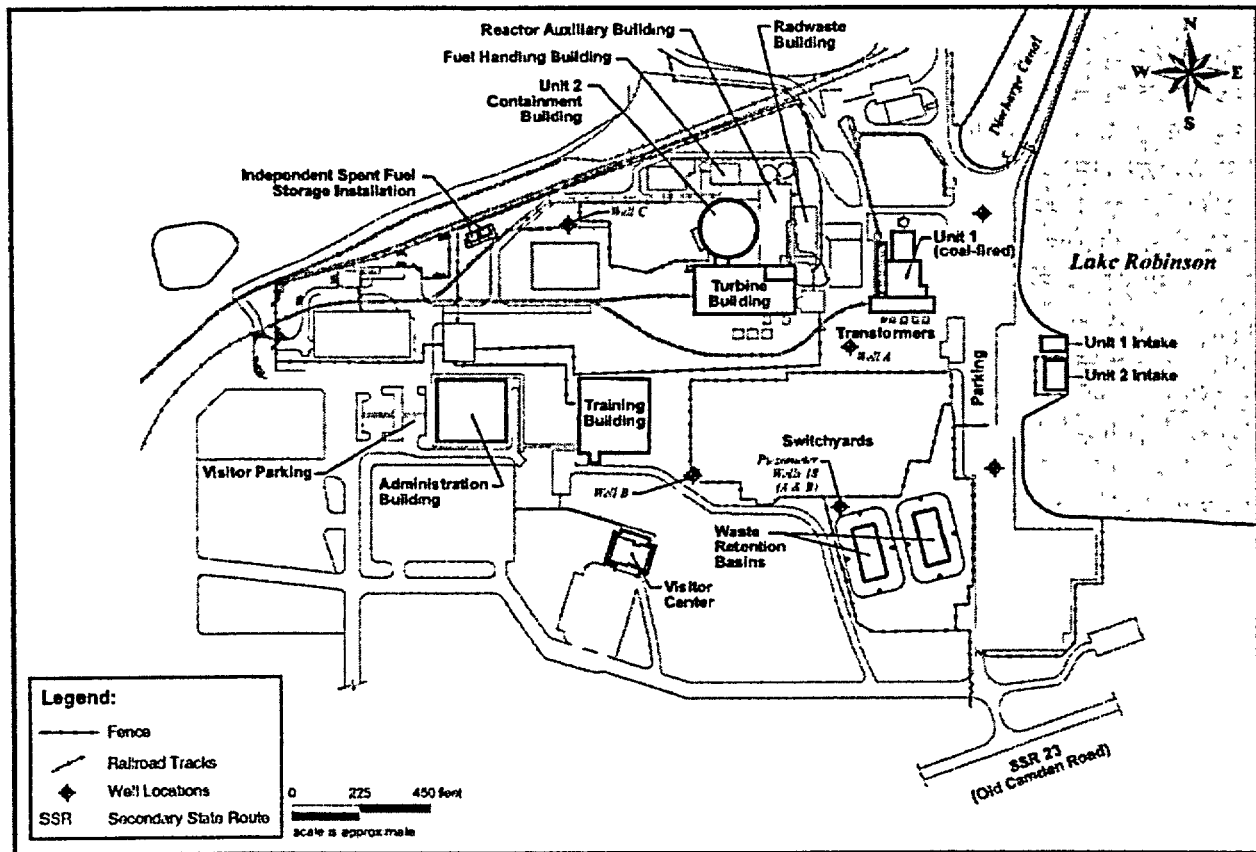 Reactor Auxiliary Building
Radwaste
Building
Fuel Handling Building
Unit 2
Containment
Building
Independent Spent Fuel
Storage Installation
Discharge Canal
N
W
E
S
Well C
Unit 1
(coal-fired)
Lake Robinson
Turbine
Building
Transformers
Well A
Unit 1 Intake
Unit 2 Intake
Parking
Training
Building
Switchyards
Visitor Parking
Administration
Building
Well B
Piezometer
Wells 18
(A & B)
Waste
Retention
Basins
Visitor
Center
SSR 23
(Old Camden Road)
Legend:
Fence
Railroad Tracks
Well Locations
SSR Secondary State Route
0 225 450 feet
scale is approximate